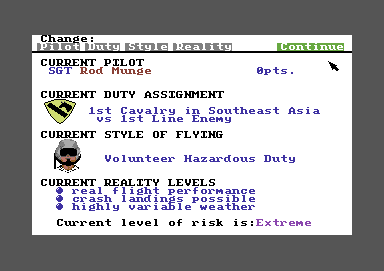 Change:
Pilot Duty Style Reality Continue
CURRENT PILOT
SGT Rod Munge 0pts.
CURRENT DUTY ASSIGNMENT
1st Cavalry in Southeast Asia
vs 1st Line Enemy
CURRENT STYLE OF FLYING
Volunteer Hazardous Duty
CURRENT REALITY LEVELS
real flight performance
crash landings possible
highly variable weather
Current level of risk is:Extreme